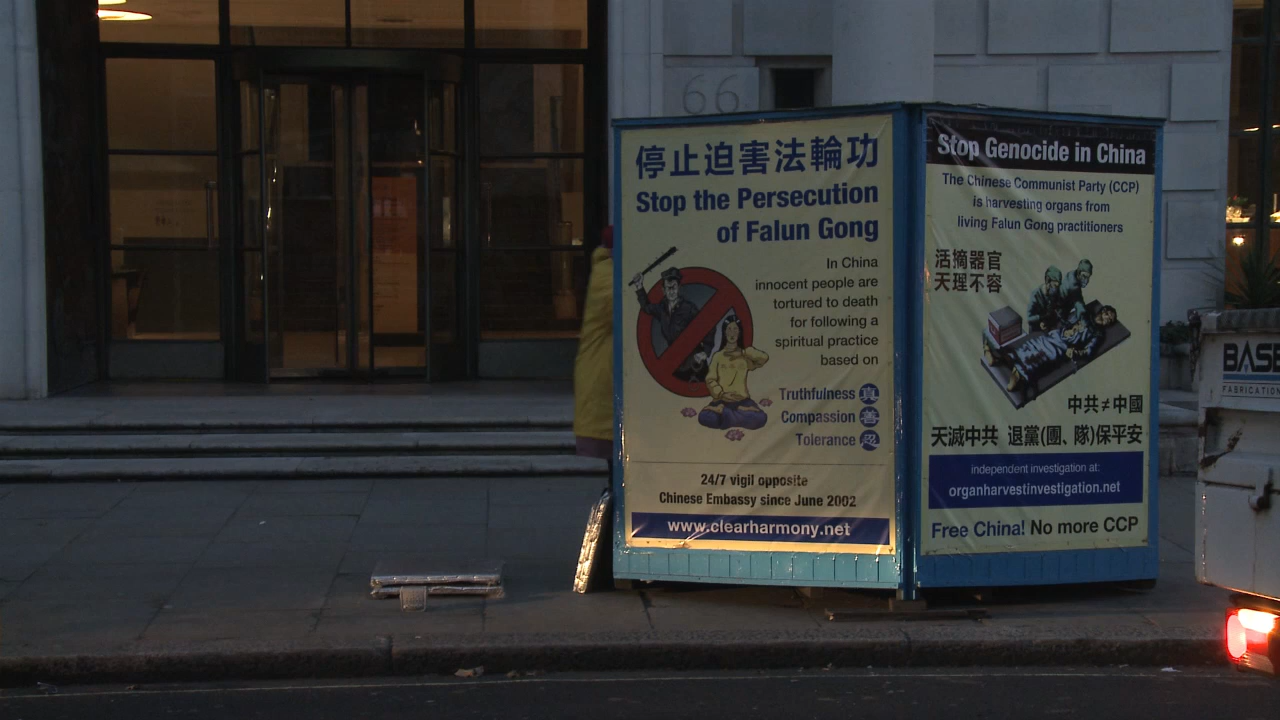 66
停止迫害法輪功
Stop the Persecution
of Falun Gong
In China
innocent people are
tortured to death
for following a
spiritual practice
based on
Truthfulness 真
Compassion 善
Tolerance 忍
24/7 vigil opposite
Chinese Embassy since June 2002
www.clearharmony.net
Stop Genocide in China
The Chinese Communist Party (CCP)
is harvesting organs from
living Falun Gong practitioners
活摘器官
天理不容
中共≠中國
天滅中共 退黨(團、隊)保平安
independent investigation at:
organharvestinvestigation.net
Free China! No more CCP
BASE
FABRICATION